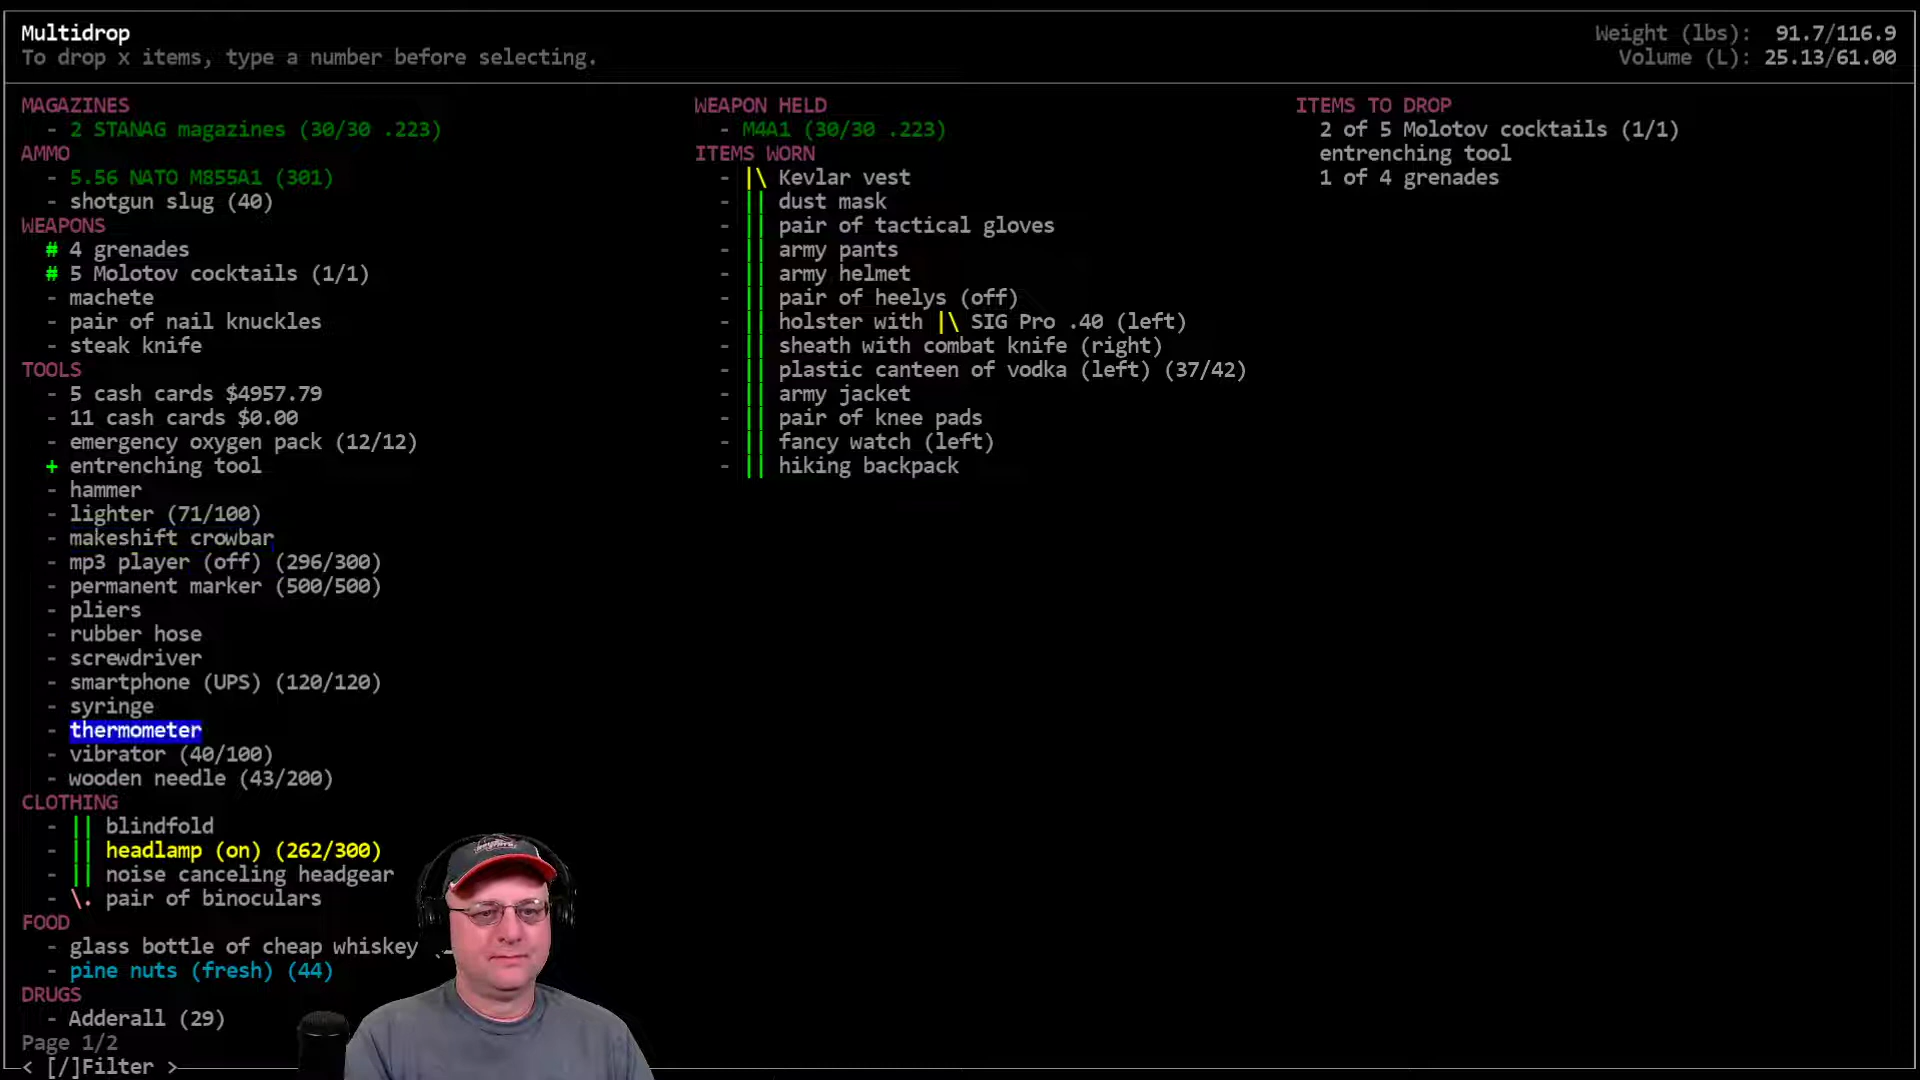 Multidrop
To drop x items, type a number before selecting.
Weight (lbs): 91.7/116.9
Volume (L): 25.13/61.00
MAGAZINES
- 2 STANAG magazines (30/30 .223)
AMMO
- 5.56 NATO M855A1 (301)
- shotgun slug (40)
WEAPONS
# 4 grenades
# 5 Molotov cocktails (1/1)
- machete
- pair of nail knuckles
- steak knife
TOOLS
- 5 cash cards $4957.79
- 11 cash cards $0.00
- emergency oxygen pack (12/12)
+ entrenching tool
- hammer
- lighter (71/100)
- makeshift crowbar
- mp3 player (off) (296/300)
- permanent marker (500/500)
- pliers
- rubber hose
- screwdriver
- smartphone (UPS) (120/120)
- syringe
- thermometer
- vibrator (40/100)
- wooden needle (43/200)
CLOTHING
- || blindfold
- || headlamp (on) (262/300)
- || noise canceling headgear
- \. pair of binoculars
FOOD
- glass bottle of cheap whiskey
- pine nuts (fresh) (44)
DRUGS
- Adderall (29)
Page 1/2
< [/]Filter >
WEAPON HELD
- M4A1 (30/30 .223)
ITEMS WORN
- |\ Kevlar vest
- || dust mask
- || pair of tactical gloves
- || army pants
- || army helmet
- || pair of heelys (off)
- || holster with |\ SIG Pro .40 (left)
- || sheath with combat knife (right)
- || plastic canteen of vodka (left) (37/42)
- || army jacket
- || pair of knee pads
- || fancy watch (left)
- || hiking backpack
ITEMS TO DROP
2 of 5 Molotov cocktails (1/1)
entrenching tool
1 of 4 grenades